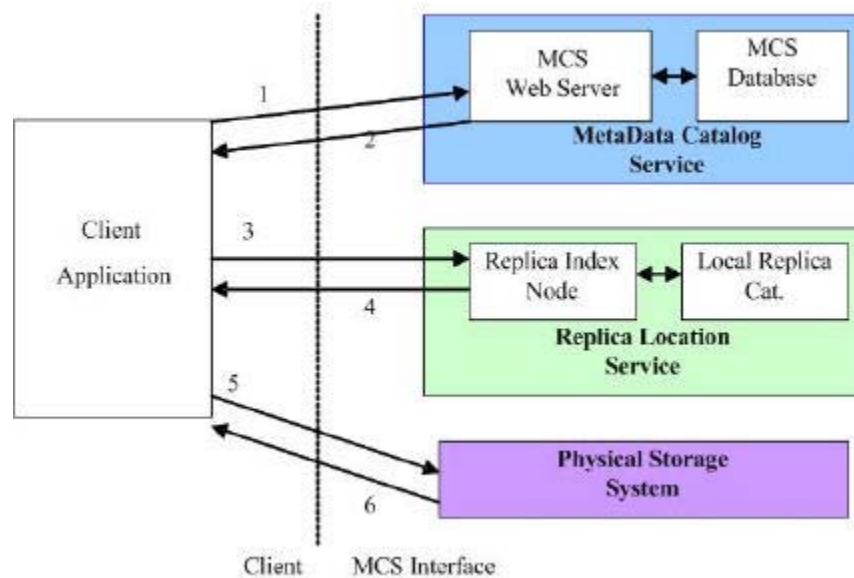 MCS
Web Server
MCS
Database
MetaData Catalog
Service
1
2
Client
Application
3
4
Replica Index
Node
Local Replica
Cat.
Replica Location
Service
5
6
Physical Storage
System
Client
MCS Interface